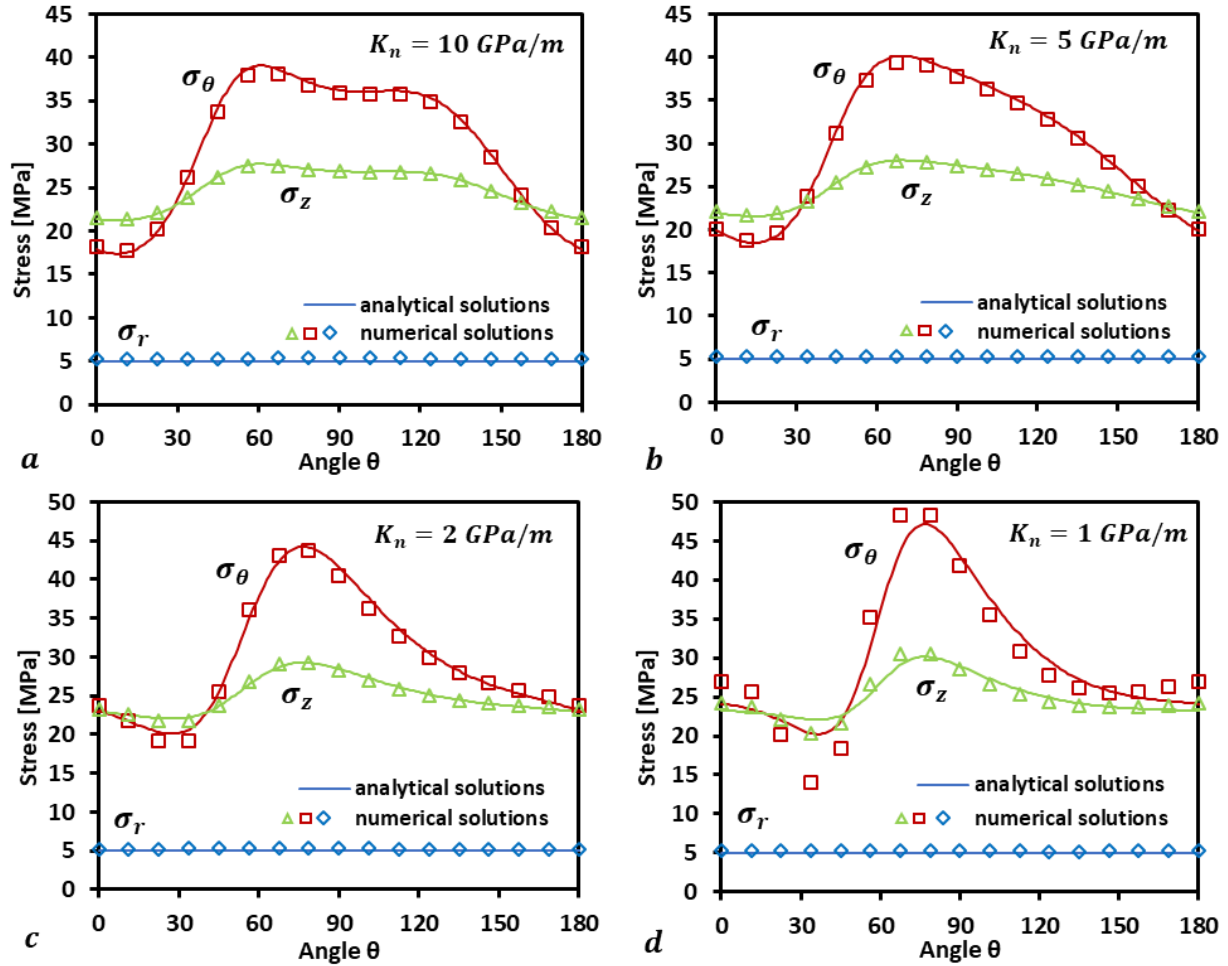 45
40
35
30
25
20
15
10
5
0
Stress [MPa]
K_n = 10 GPa/m
σ_θ
σ_z
analytical solutions
numerical solutions
σ_r
0 30 60 90 120 150 180
Angle θ
a
45
40
35
30
25
20
15
10
5
0
Stress [MPa]
K_n = 5 GPa/m
σ_θ
σ_z
analytical solutions
numerical solutions
σ_r
0 30 60 90 120 150 180
Angle θ
b
50
45
40
35
30
25
20
15
10
5
0
Stress [MPa]
K_n = 2 GPa/m
σ_θ
σ_z
analytical solutions
numerical solutions
σ_r
0 30 60 90 120 150 180
Angle θ
c
50
45
40
35
30
25
20
15
10
5
0
Stress [MPa]
K_n = 1 GPa/m
σ_θ
σ_z
analytical solutions
numerical solutions
σ_r
0 30 60 90 120 150 180
Angle θ
d